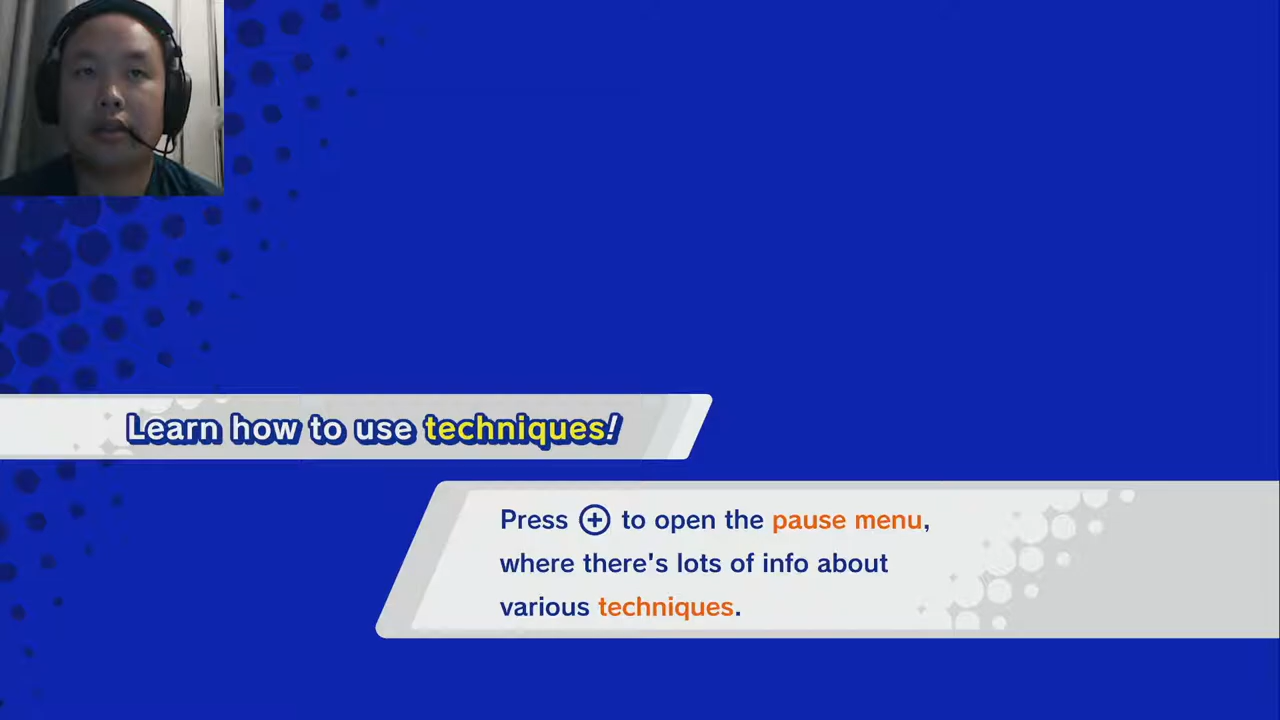 Learn how to use techniques!
Press ⊕ to open the pause menu,
where there's lots of info about
various techniques.